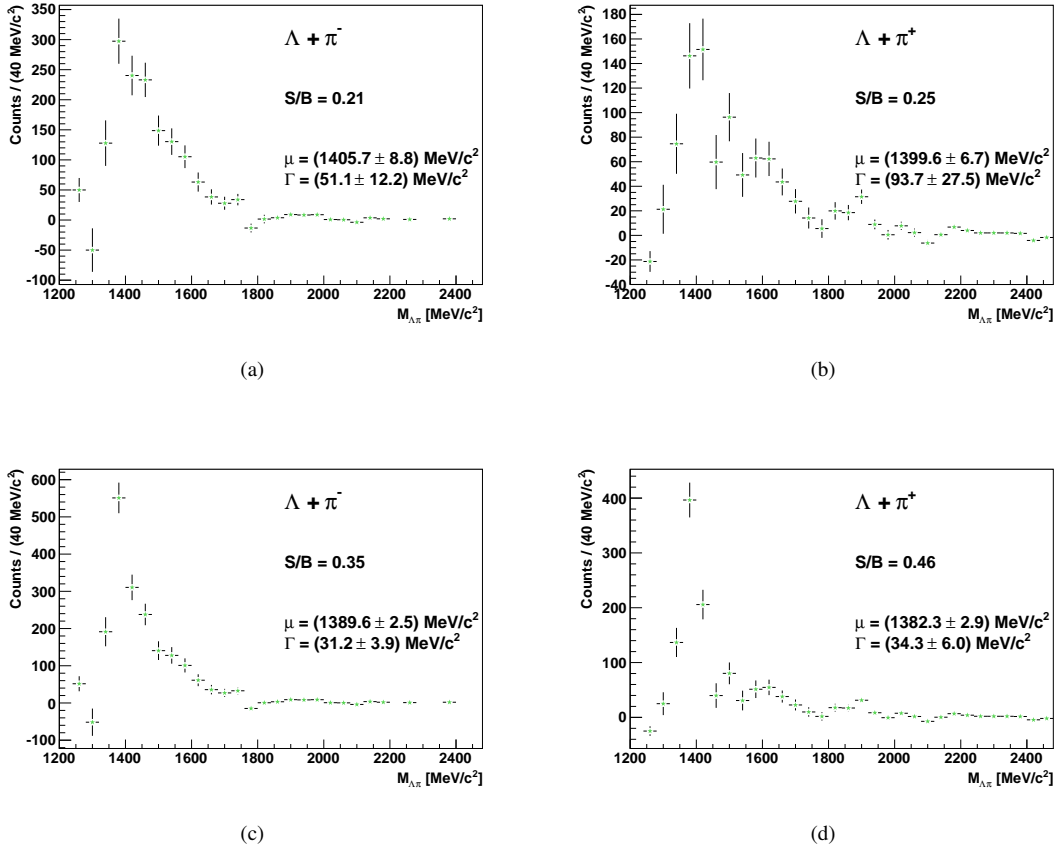 Counts / (40 MeV/c²)
350
300
250
200
150
100
50
0
-50
-100
Λ + π⁻
S/B = 0.21
μ = (1405.7 ± 8.8) MeV/c²
Γ = (51.1 ± 12.2) MeV/c²
1200 1400 1600 1800 2000 2200 2400
M_Λπ [MeV/c²]
(a)
Counts / (40 MeV/c²)
180
160
140
120
100
80
60
40
20
0
-20
-40
Λ + π⁺
S/B = 0.25
μ = (1399.6 ± 6.7) MeV/c²
Γ = (93.7 ± 27.5) MeV/c²
1200 1400 1600 1800 2000 2200 2400
M_Λπ [MeV/c²]
(b)
Counts / (40 MeV/c²)
600
500
400
300
200
100
0
-100
Λ + π⁻
S/B = 0.35
μ = (1389.6 ± 2.5) MeV/c²
Γ = (31.2 ± 3.9) MeV/c²
1200 1400 1600 1800 2000 2200 2400
M_Λπ [MeV/c²]
(c)
Counts / (40 MeV/c²)
400
300
200
100
0
Λ + π⁺
S/B = 0.46
μ = (1382.3 ± 2.9) MeV/c²
Γ = (34.3 ± 6.0) MeV/c²
1200 1400 1600 1800 2000 2200 2400
M_Λπ [MeV/c²]
(d)